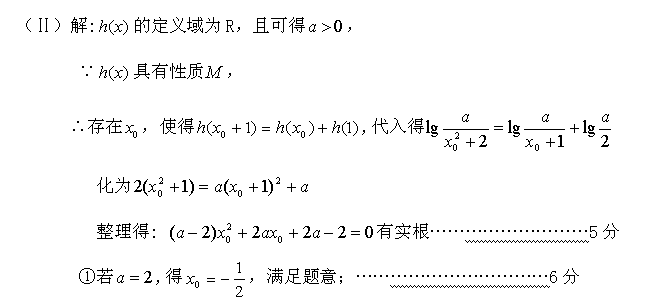 （Ⅱ）解: h(x) 的定义域为 R，且可得 a > 0，
∵ h(x) 具有性质 M，
∴存在 x₀，使得 h(x₀ + 1) = h(x₀) + h(1), 代入得 lg a/(x₀² + 2) = lg a/(x₀ + 1) + lg a/2
化为 2(x₀² + 1) = a(x₀ + 1)² + a
整理得: (a − 2)x₀² + 2ax₀ + 2a − 2 = 0 有实根⋯⋯⋯⋯⋯⋯⋯⋯⋯5 分
①若 a = 2, 得 x₀ = −1/2，满足题意；⋯⋯⋯⋯⋯⋯⋯⋯⋯⋯⋯6 分